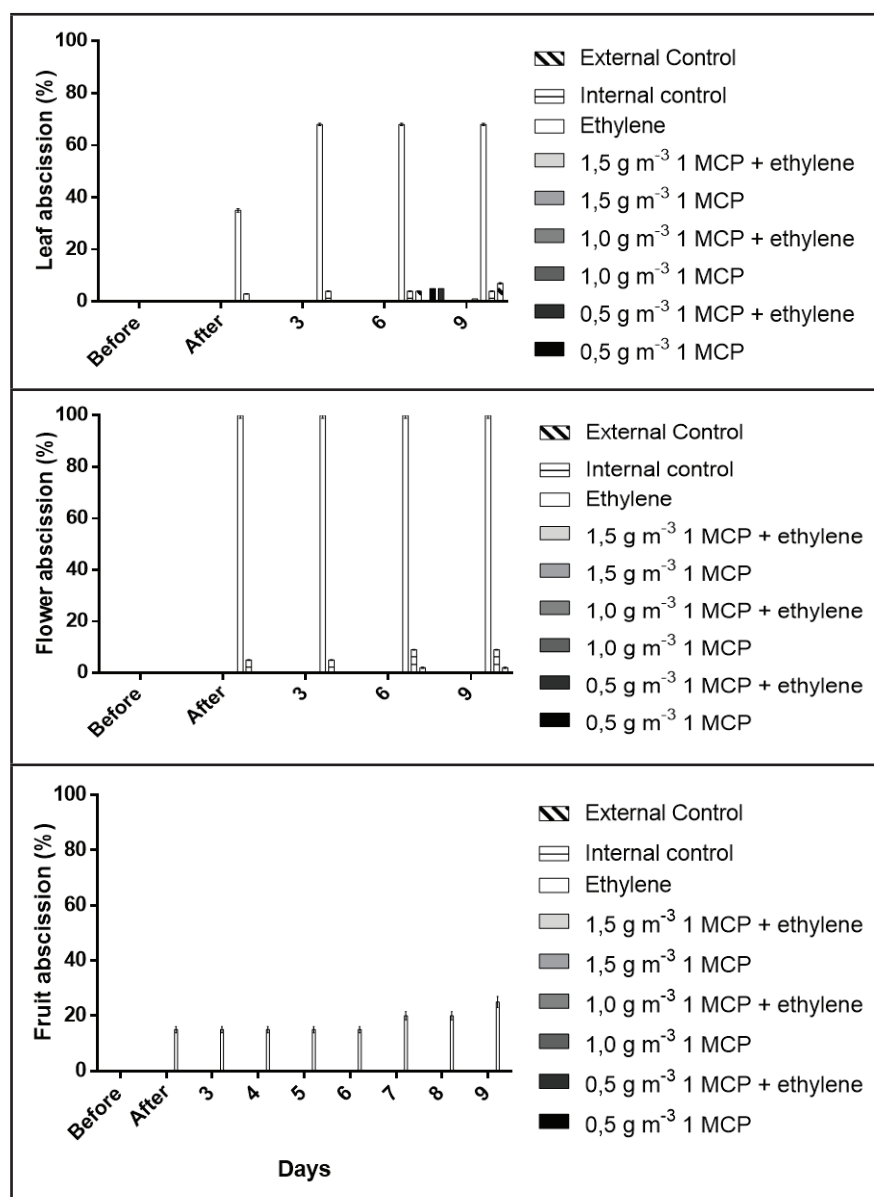 100
80
60
40
20
0
Leaf abscission (%)
Before
After
3
6
9
External Control
Internal control
Ethylene
1,5 g m⁻³ 1 MCP + ethylene
1,5 g m⁻³ 1 MCP
1,0 g m⁻³ 1 MCP + ethylene
1,0 g m⁻³ 1 MCP
0,5 g m⁻³ 1 MCP + ethylene
0,5 g m⁻³ 1 MCP
100
80
60
40
20
0
Flower abscission (%)
Before
After
3
6
9
External Control
Internal control
Ethylene
1,5 g m⁻³ 1 MCP + ethylene
1,5 g m⁻³ 1 MCP
1,0 g m⁻³ 1 MCP + ethylene
1,0 g m⁻³ 1 MCP
0,5 g m⁻³ 1 MCP + ethylene
0,5 g m⁻³ 1 MCP
100
80
60
40
20
0
Fruit abscission (%)
Before
After
3
4
5
6
7
8
9
Days
External Control
Internal control
Ethylene
1,5 g m⁻³ 1 MCP + ethylene
1,5 g m⁻³ 1 MCP
1,0 g m⁻³ 1 MCP + ethylene
1,0 g m⁻³ 1 MCP
0,5 g m⁻³ 1 MCP + ethylene
0,5 g m⁻³ 1 MCP